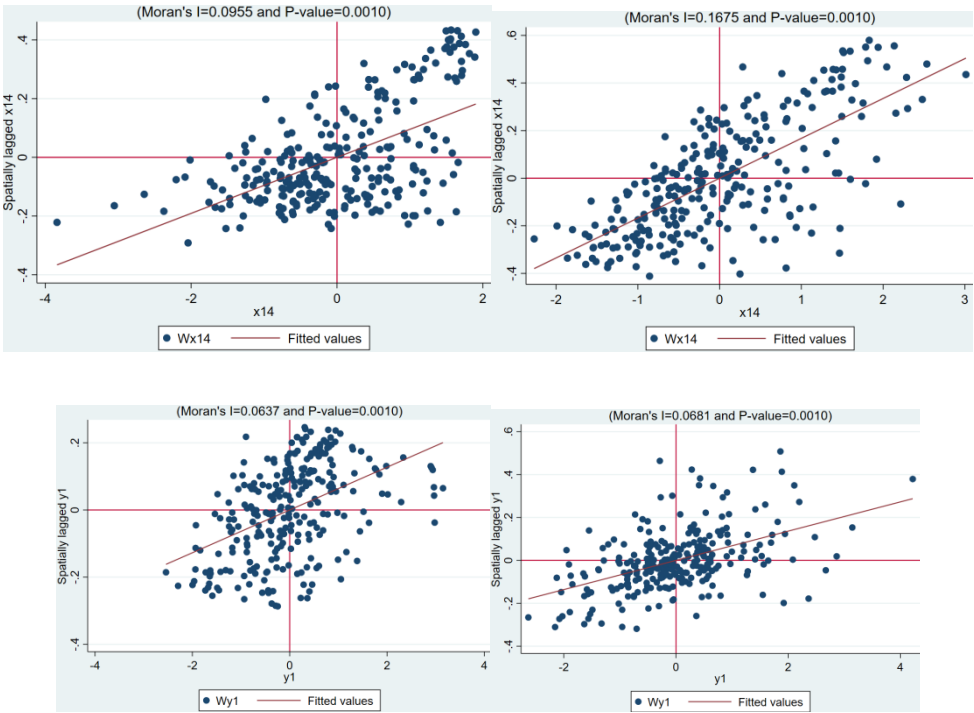 (Moran's I=0.0955 and P-value=0.0010)
Spatially lagged x14
.4
.2
0
-.2
-.4
-4
-2
0
2
x14
Wx14
Fitted values
(Moran's I=0.1675 and P-value=0.0010)
Spatially lagged x14
.6
.4
.2
0
-.2
-.4
-2
-1
0
1
2
3
x14
Wx14
Fitted values
(Moran's I=0.0637 and P-value=0.0010)
Spatially lagged y1
.2
0
-.2
-.4
-4
-2
0
2
4
y1
Wy1
Fitted values
(Moran's I=0.0681 and P-value=0.0010)
Spatially lagged y1
.6
.4
.2
0
-.2
-.4
-2
0
2
4
y1
Wy1
Fitted values